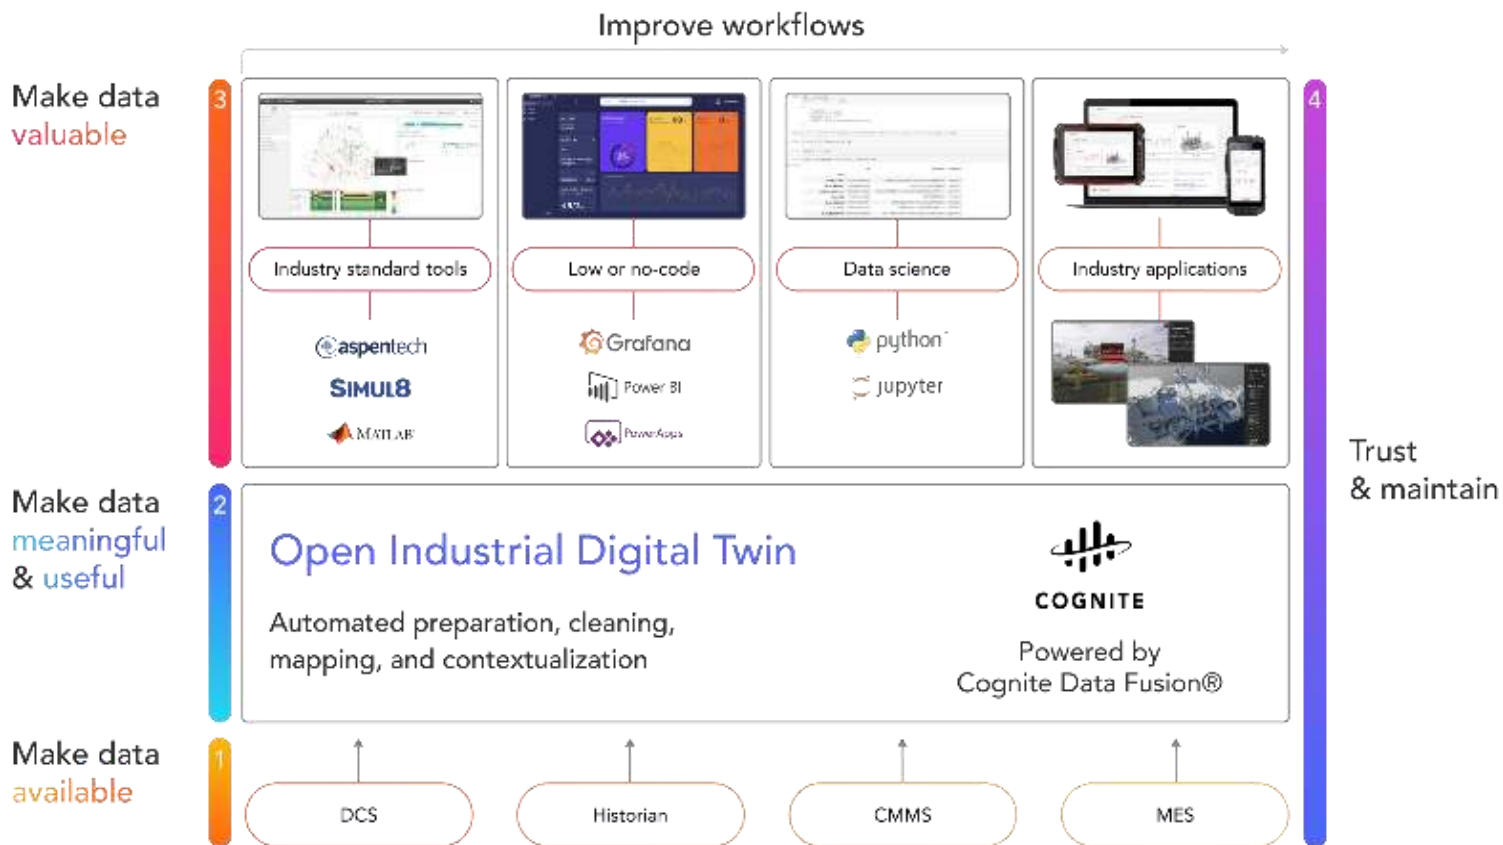 Improve workflows
Make data
valuable
3
4
Industry standard tools
Low or no-code
Data science
Industry applications
aspentech
SIMUL8
MATLAB
Grafana
Power BI
PowerApps
python
jupyter
Trust
& maintain
Make data
meaningful
& useful
2
Open Industrial Digital Twin
Automated preparation, cleaning,
mapping, and contextualization
COGNITE
Powered by
Cognite Data Fusion®
Make data
available
1
DCS
Historian
CMMS
MES